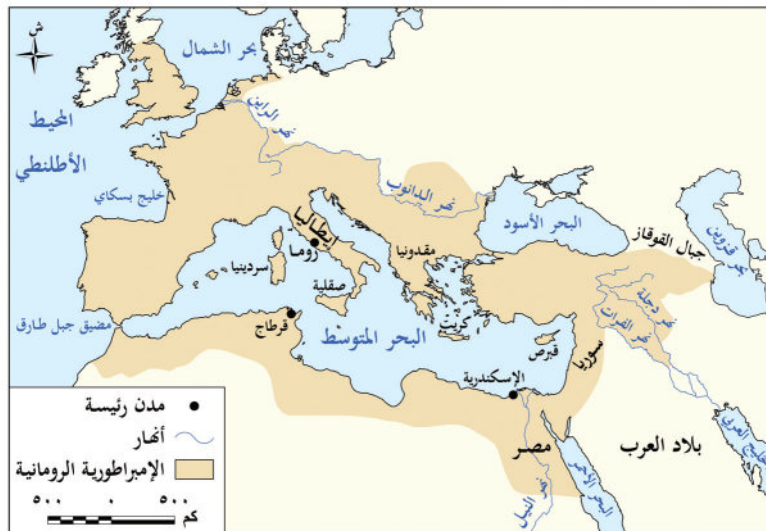 ش
بحر الشمال
المحيط
الأطلنطي
نهر الراين
خليج بسكاي
نهر الدانوب
البحر الأسود
جبال القوقاز
بحر قزوين
إيطاليا
روما
مقدونيا
سردينيا
صقلية
نهر دجلة
نهر الفرات
مضيق جبل طارق
قرطاج
البحر المتوسط
كريت
قبرص
سوريا
الإسكندرية
مصر
بلاد العرب
الخليج العربي
البحر الأحمر
نهر النيل
مدن رئيسة
أنهار
الإمبراطورية الرومانية
٥٠٠ ٠ ٥٠٠
كم